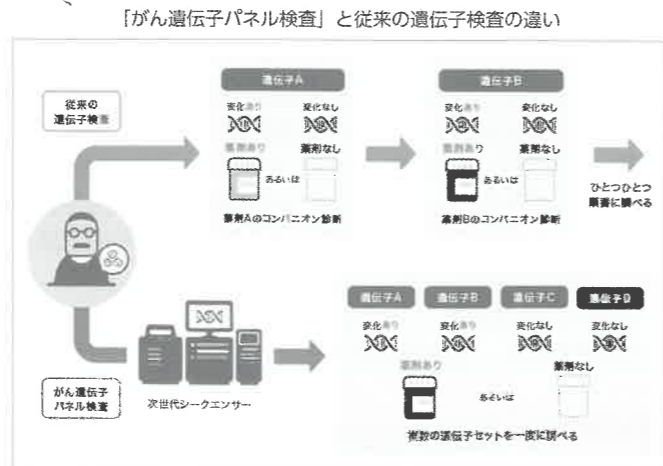 「がん遺伝子パネル検査」と従来の遺伝子検査の違い
従来の
遺伝子検査
遺伝子A
変化あり 変化なし
薬剤あり 薬剤なし
あるいは
薬剤Aのコンパニオン診断
遺伝子B
変化あり 変化なし
薬剤あり 薬剤なし
あるいは
薬剤Bのコンパニオン診断
ひとつひとつ
順番に調べる
がん遺伝子
パネル検査
次世代シークエンサー
遺伝子A 遺伝子B 遺伝子C 遺伝子D
変化あり 変化あり 変化なし 変化なし
薬剤あり 薬剤なし
あるいは
複数の遺伝子セットを一度に調べる